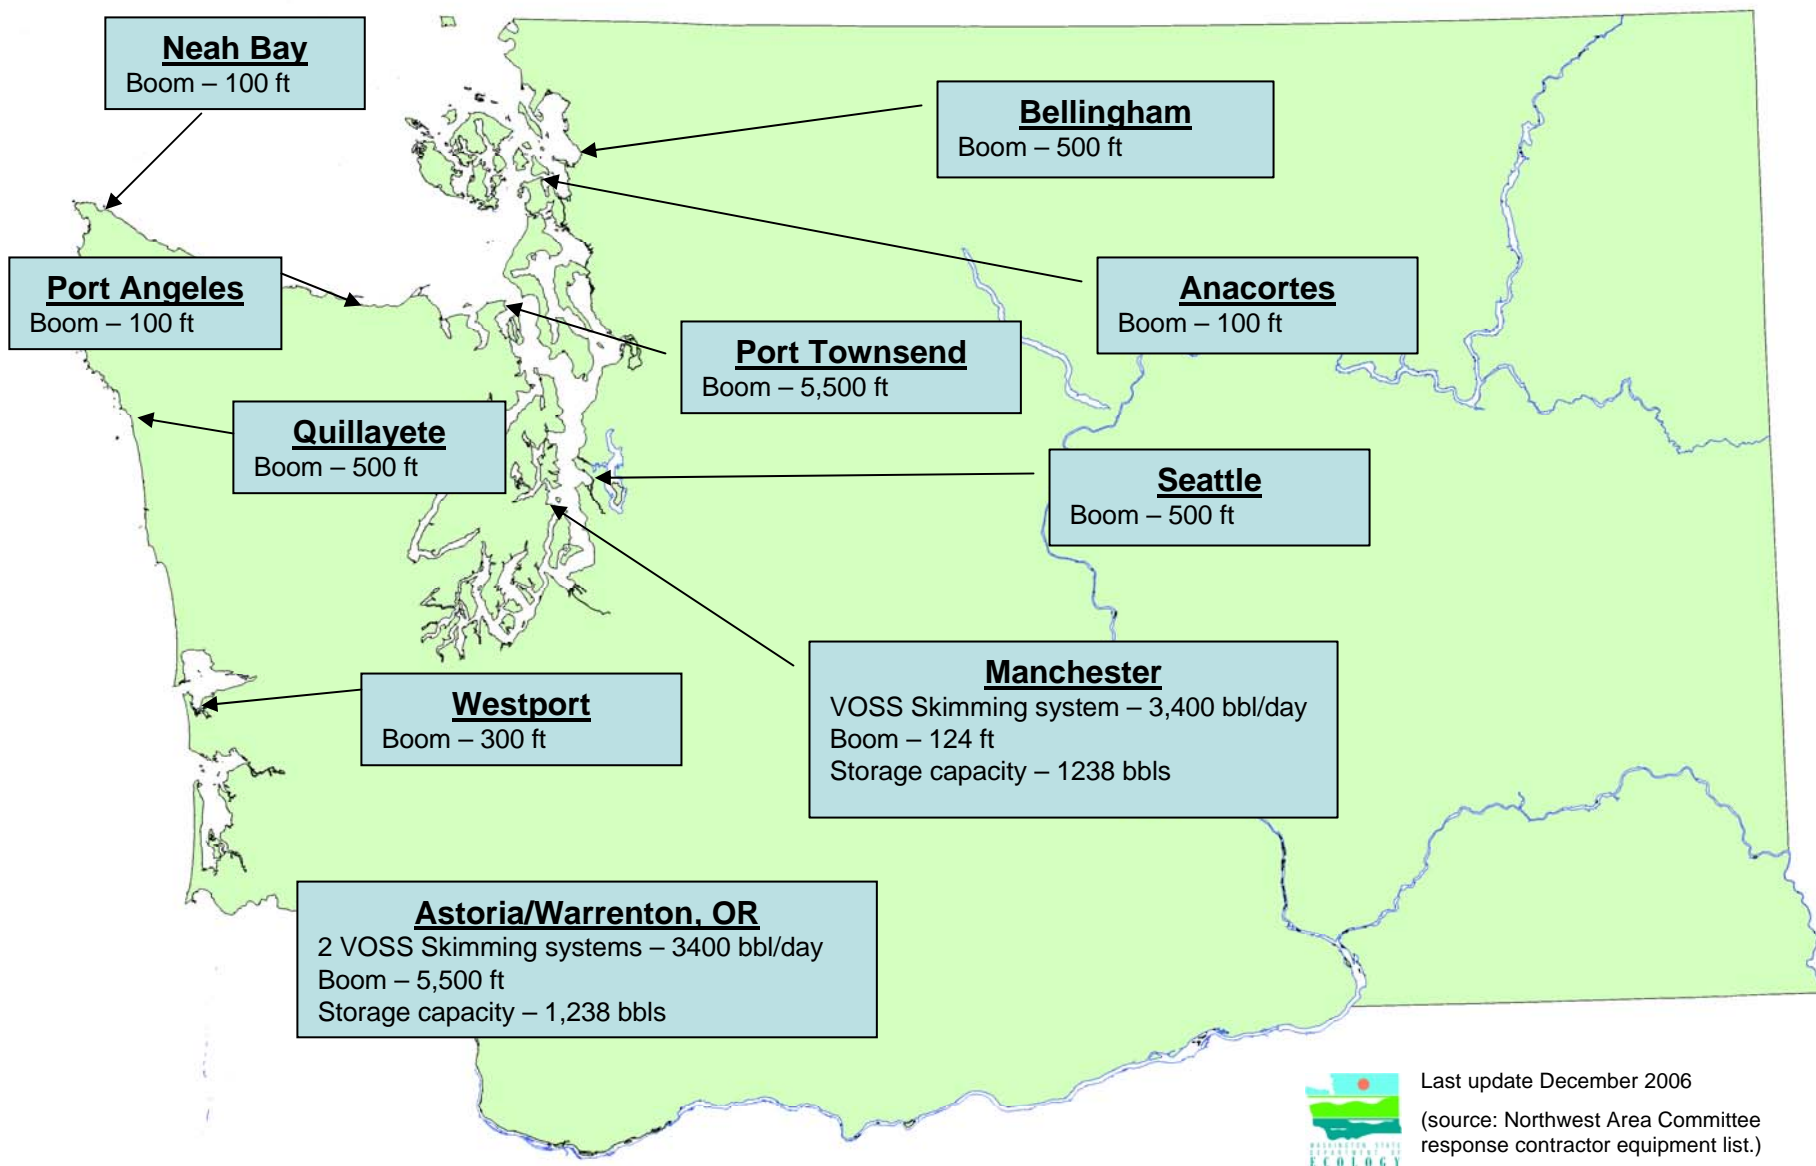 Neah Bay
Boom – 100 ft
Bellingham
Boom – 500 ft
Port Angeles
Boom – 100 ft
Anacortes
Boom – 100 ft
Port Townsend
Boom – 5,500 ft
Quillayete
Boom – 500 ft
Seattle
Boom – 500 ft
Manchester
VOSS Skimming system – 3,400 bbl/day
Boom – 124 ft
Storage capacity – 1238 bbls
Westport
Boom – 300 ft
Astoria/Warrenton, OR
2 VOSS Skimming systems – 3400 bbl/day
Boom – 5,500 ft
Storage capacity – 1,238 bbls
Last update December 2006
(source: Northwest Area Committee
response contractor equipment list.)
WASHINGTON STATE
DEPARTMENT OF
ECOLOGY